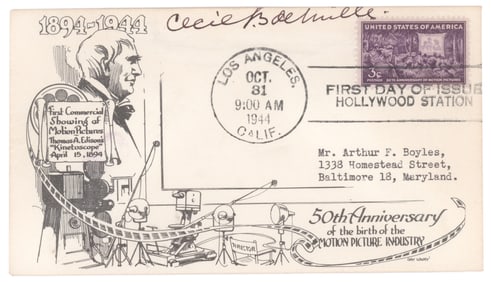 1894-1944
Cecil B deMille.
UNITED STATES OF AMERICA
3¢
LOS ANGELES,
OCT.
31
9:00 AM
1944
CALIF.
FIRST DAY OF ISSUE
HOLLYWOOD STATION
First Commercial
Showing of
Motion Pictures
Thomas A. Edison's
"Kinetoscope"
April 15, 1894
Mr. Arthur F. Boyles,
1338 Homestead Street,
Baltimore 18, Maryland.
50th Anniversary
of the birth of the
MOTION PICTURE INDUSTRY
DIRECTOR